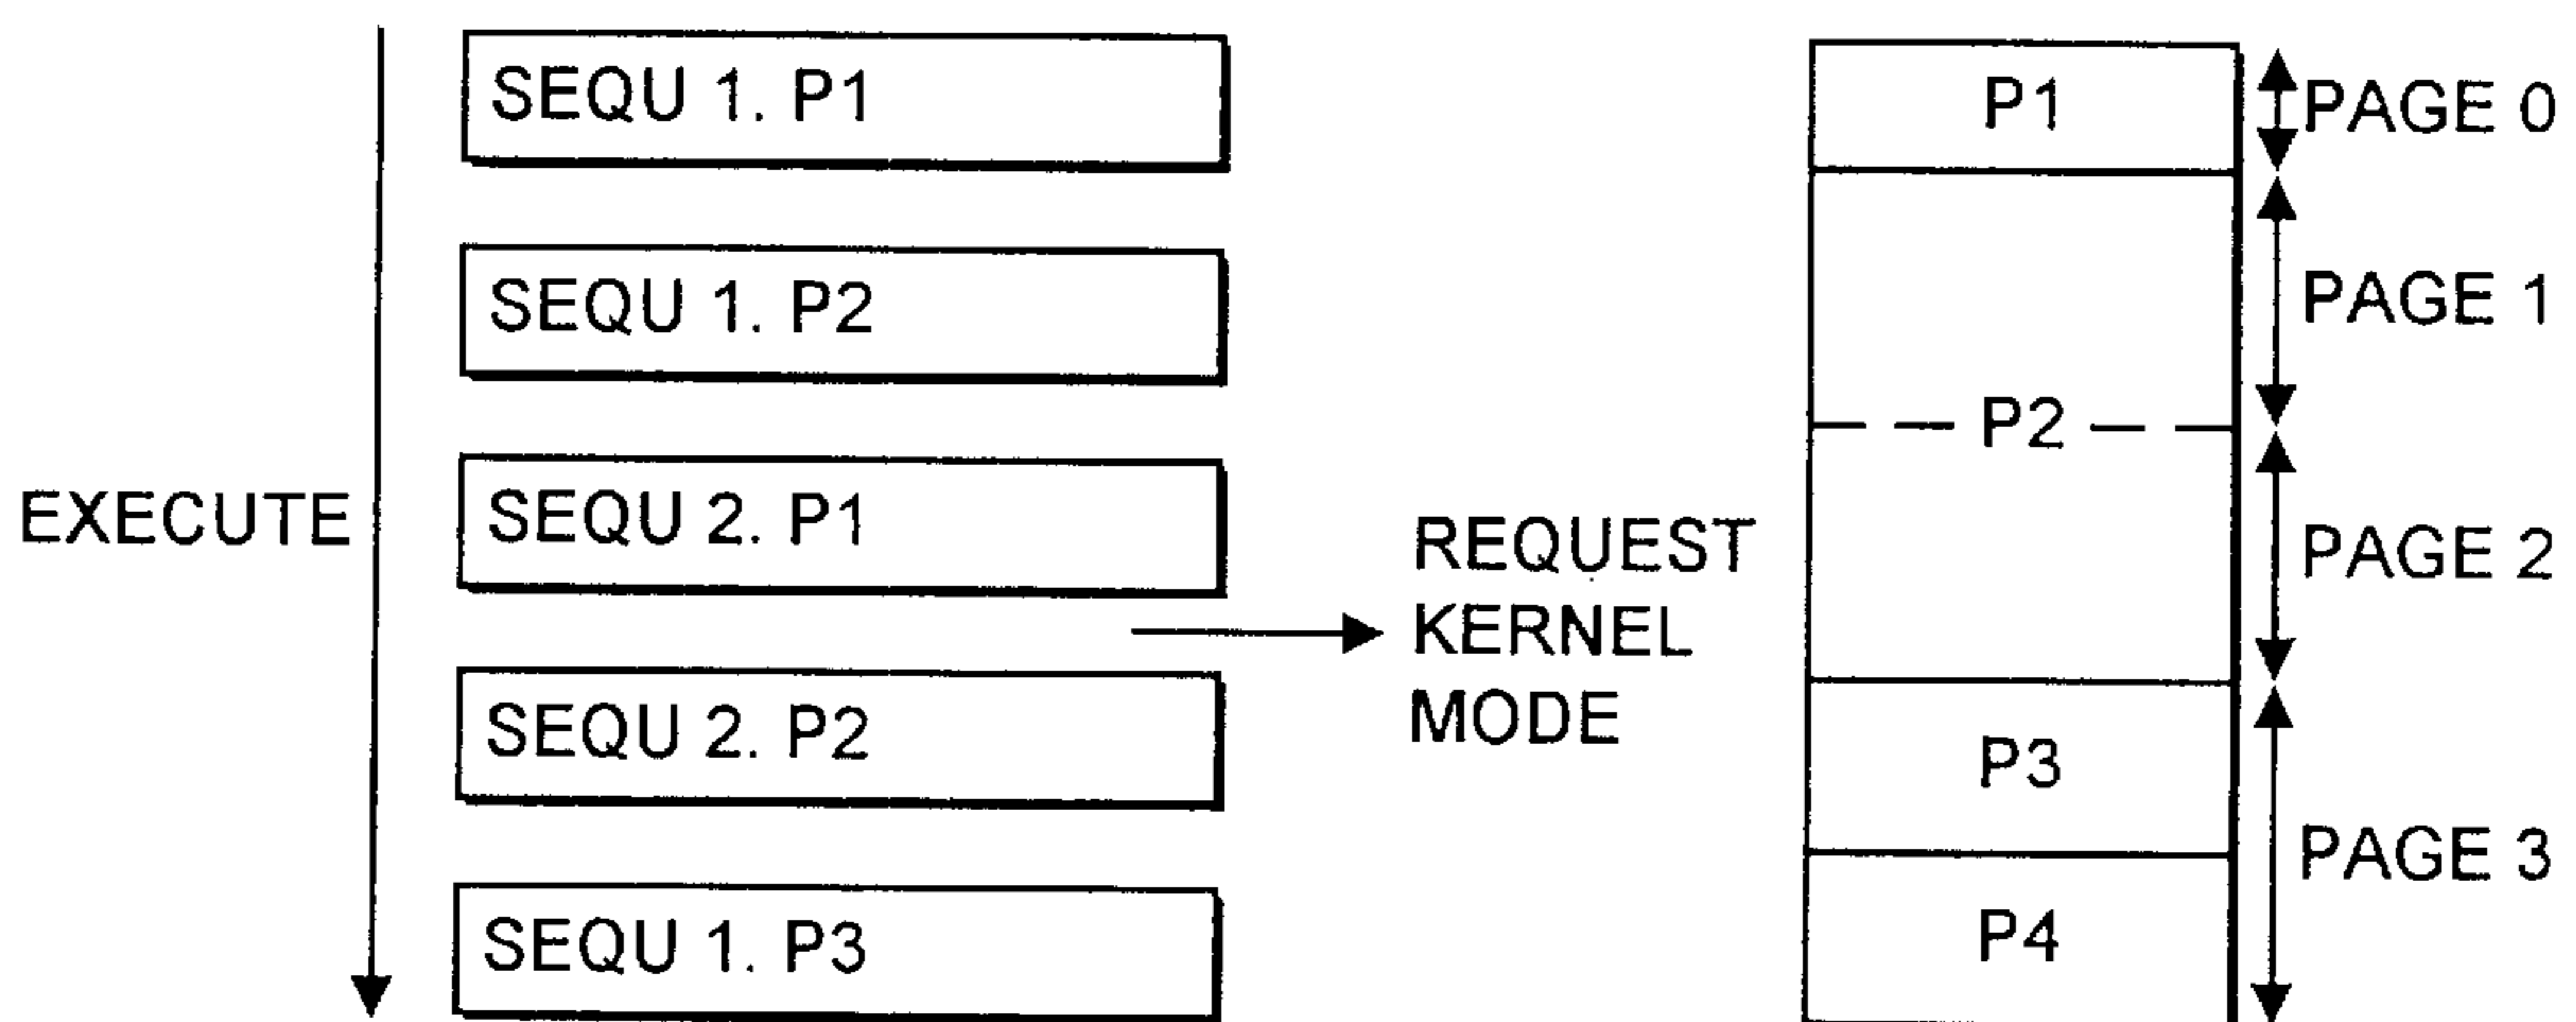 SEQU 1. P1
SEQU 1. P2
EXECUTE
SEQU 2. P1
SEQU 2. P2
SEQU 1. P3
REQUEST
KERNEL
MODE
P1
P2
P3
P4
PAGE 0
PAGE 1
PAGE 2
PAGE 3